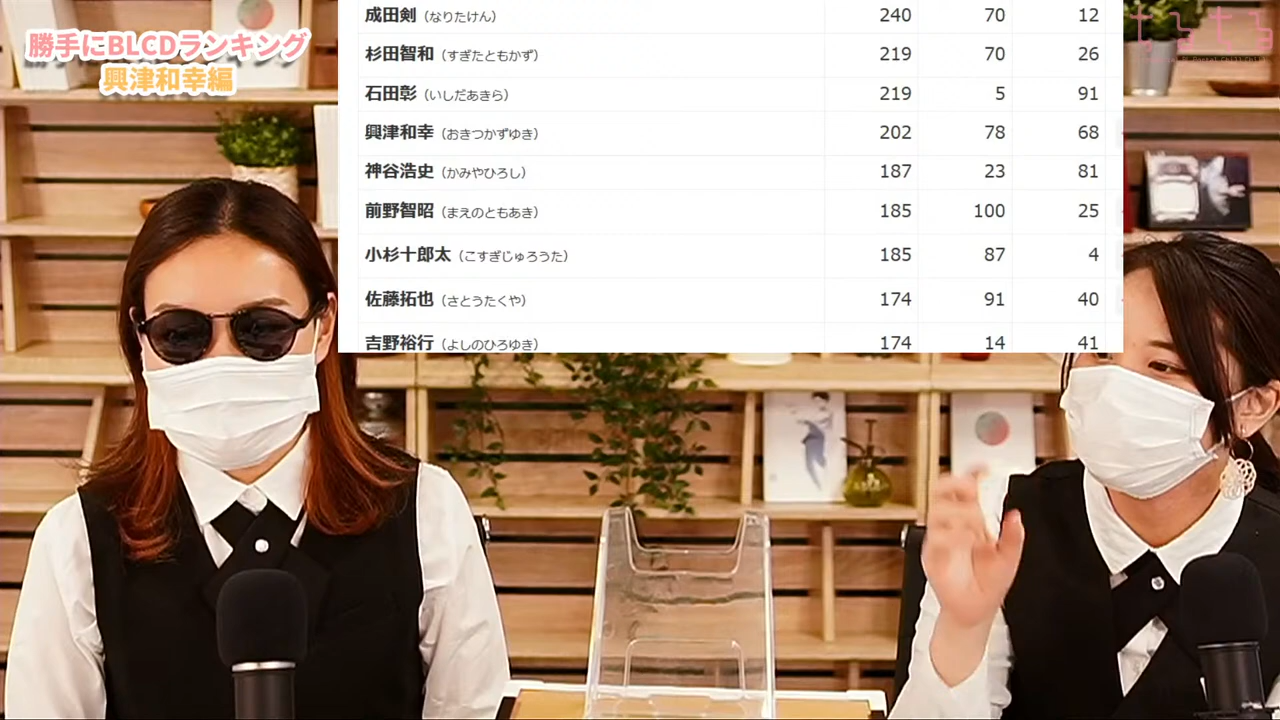 勝手にBLCDランキング
興津和幸編
成田剣（なりたけん） 240 70 12
杉田智和（すぎたともかず） 219 70 26
石田彰（いしだあきら） 219 5 91
興津和幸（おきつかずゆき） 202 78 68
神谷浩史（かみやひろし） 187 23 81
前野智昭（まえのともあき） 185 100 25
小杉十郎太（こすぎじゅうろうた） 185 87 4
佐藤拓也（さとうたくや） 174 91 40
吉野裕行（よしのひろゆき） 174 14 41
ちるちる